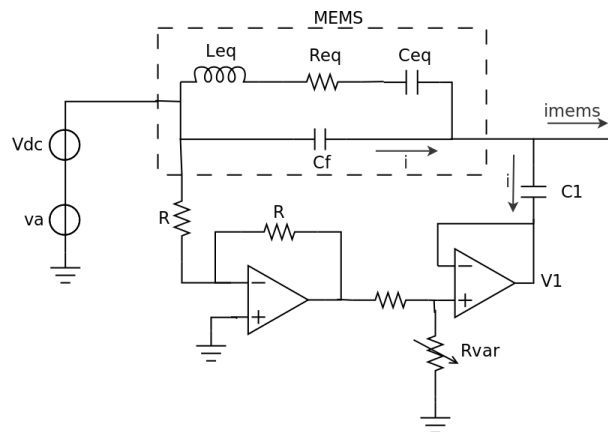 MEMS
Leq
Req
Ceq
imems
Vdc
Cf
i
i
C1
va
R
R
−
+
−
+
V1
Rvar